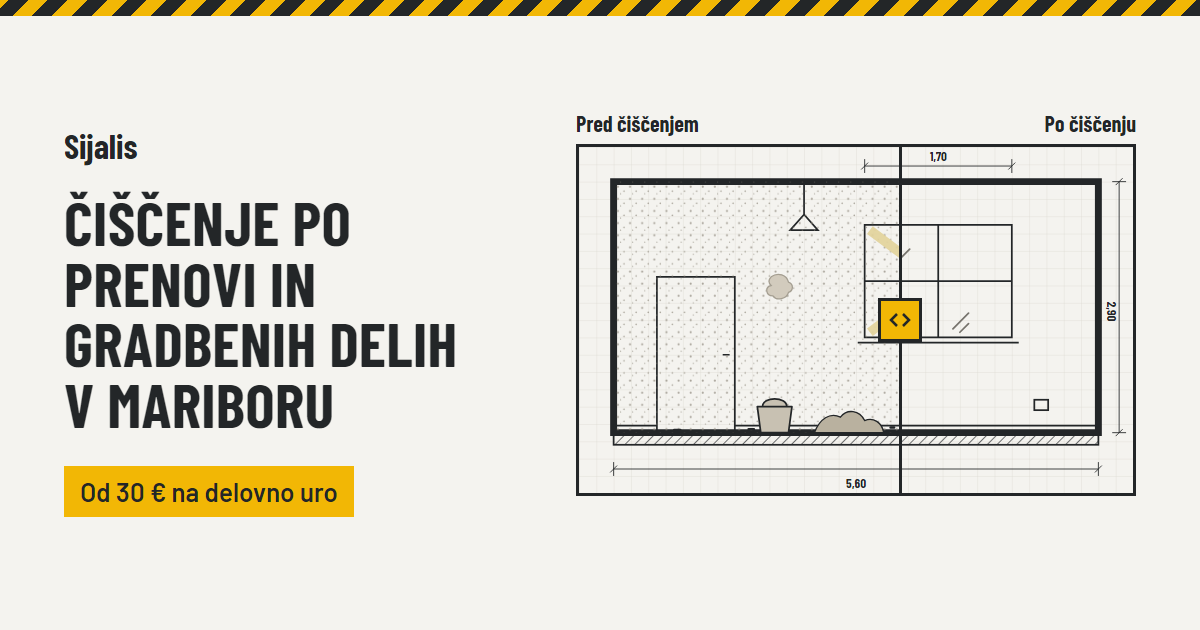 Sijalis
ČIŠČENJE PO
PRENOVI IN
GRADBENIH DELIH
V MARIBORU
Od 30 € na delovno uro
Pred čiščenjem
Po čiščenju
1,70
2,90
5,60